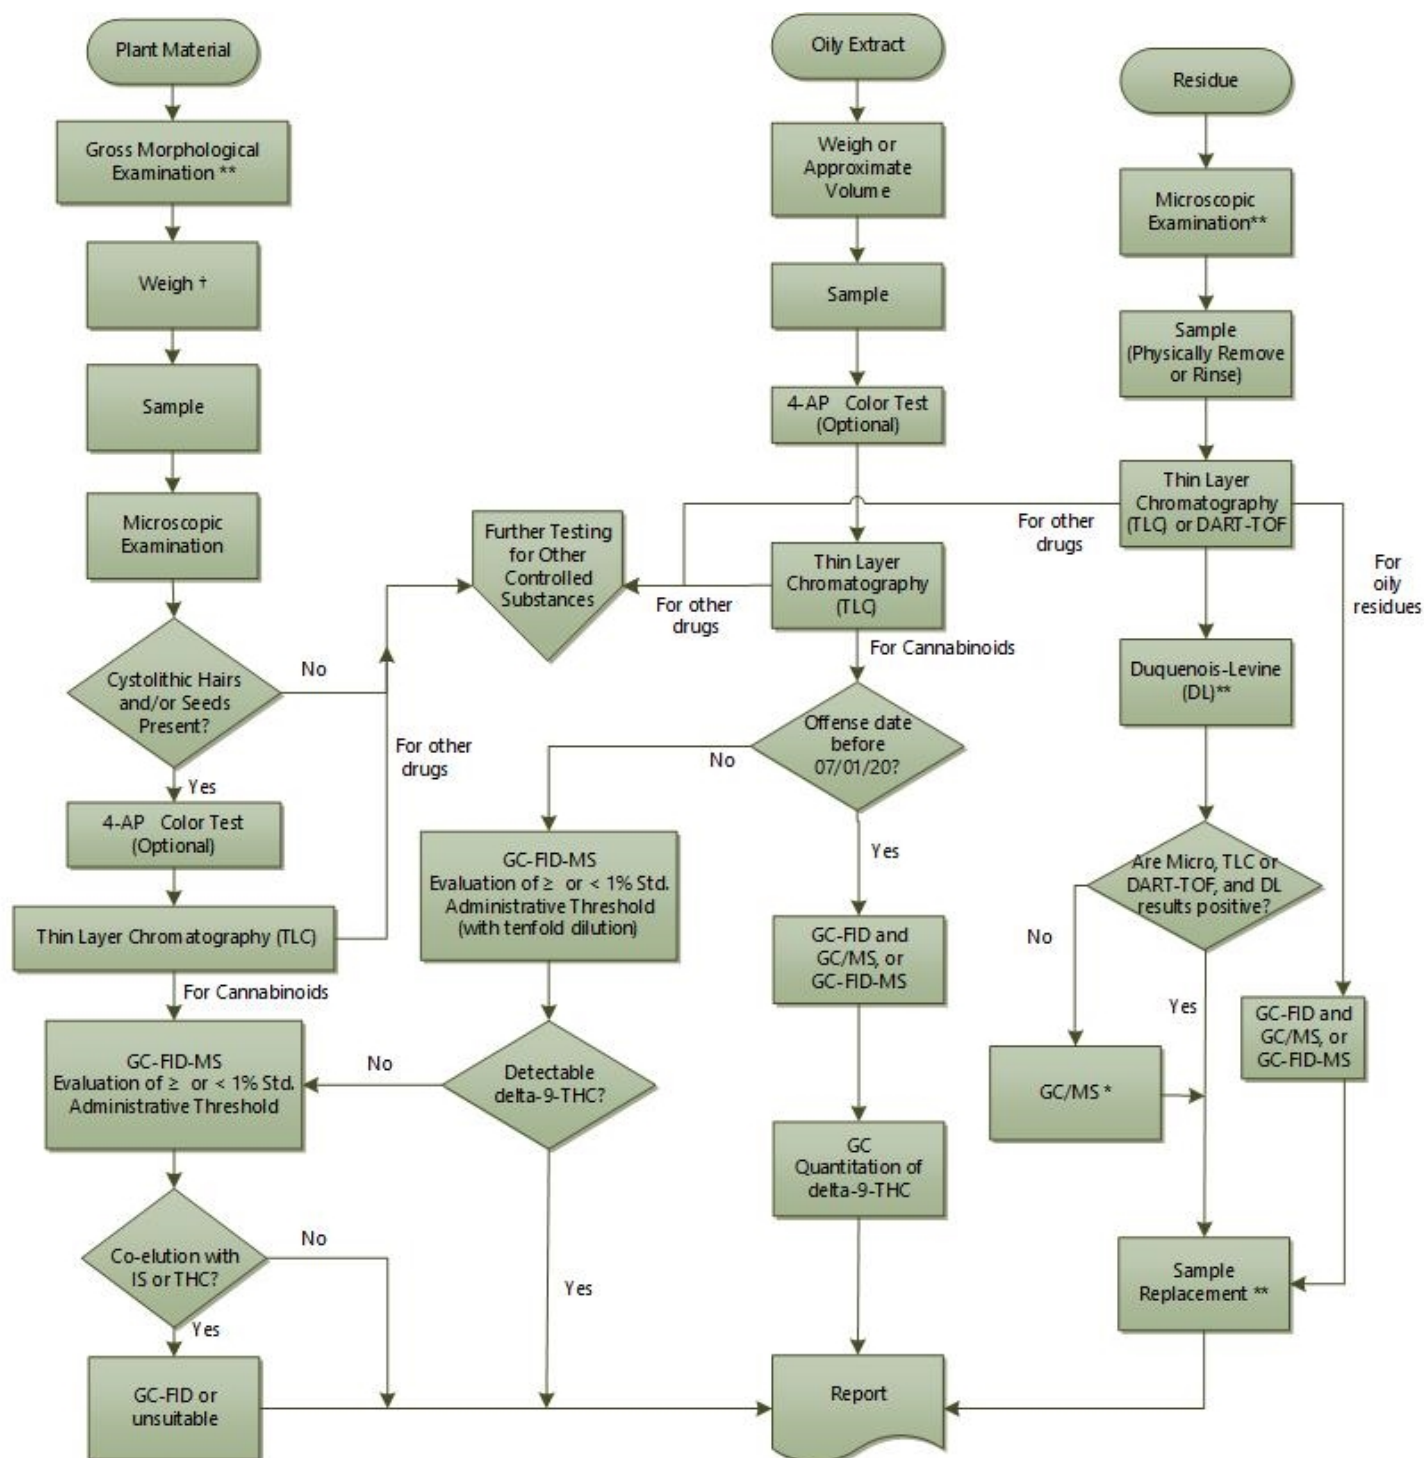 Plant Material
Gross Morphological
Examination **
Weigh †
Sample
Microscopic
Examination
Cystolithic Hairs
and/or Seeds
Present?
No
Yes
4-AP Color Test
(Optional)
Thin Layer Chromatography (TLC)
For other
drugs
For Cannabinoids
GC-FID-MS
Evaluation of ≥ or < 1% Std.
Administrative Threshold
Co-elution with
IS or THC?
No
Yes
GC-FID or
unsuitable
Further Testing
for Other
Controlled
Substances
Oily Extract
Weigh or
Approximate
Volume
Sample
4-AP Color Test
(Optional)
Thin Layer
Chromatography
(TLC)
For other
drugs
For Cannabinoids
Offense date
before
07/01/20?
No
Yes
GC-FID-MS
Evaluation of ≥ or < 1% Std.
Administrative Threshold
(with tenfold dilution)
Detectable
delta-9-THC?
No
Yes
GC-FID and
GC/MS, or
GC-FID-MS
GC
Quantitation of
delta-9-THC
Report
Residue
Microscopic
Examination**
Sample
(Physically Remove
or Rinse)
Thin Layer
Chromatography
(TLC) or DART-TOF
For other
drugs
For
oily
residues
Duquenois-Levine
(DL)**
Are Micro, TLC or
DART-TOF, and DL
results positive?
No
Yes
GC/MS *
GC-FID and
GC/MS, or
GC-FID-MS
Sample
Replacement **